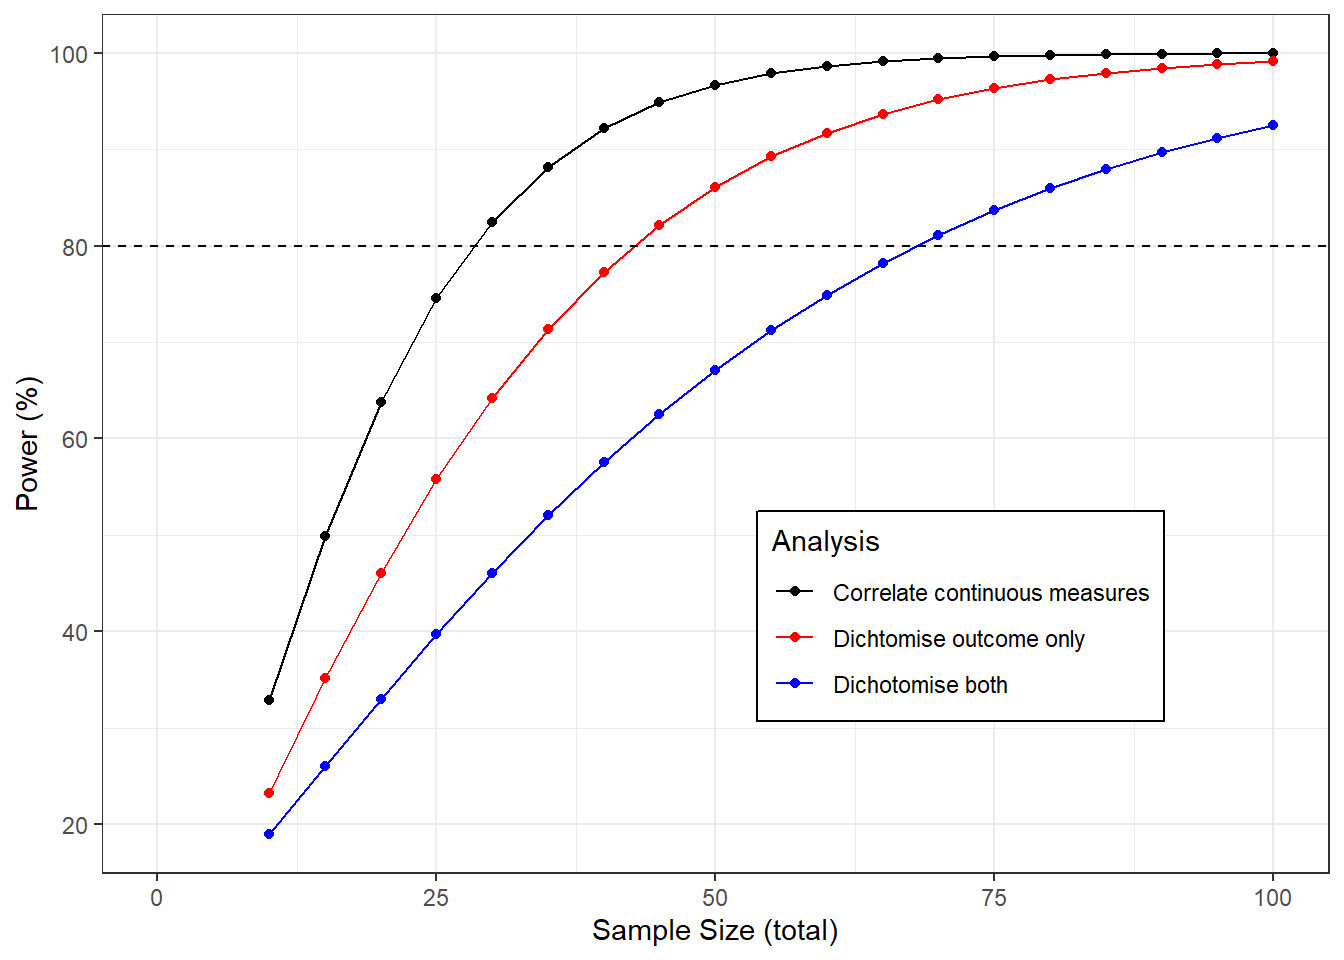 100
80
60
40
20
Power (%)
Analysis
Correlate continuous measures
Dichtomise outcome only
Dichotomise both
0 25 50 75 100
Sample Size (total)